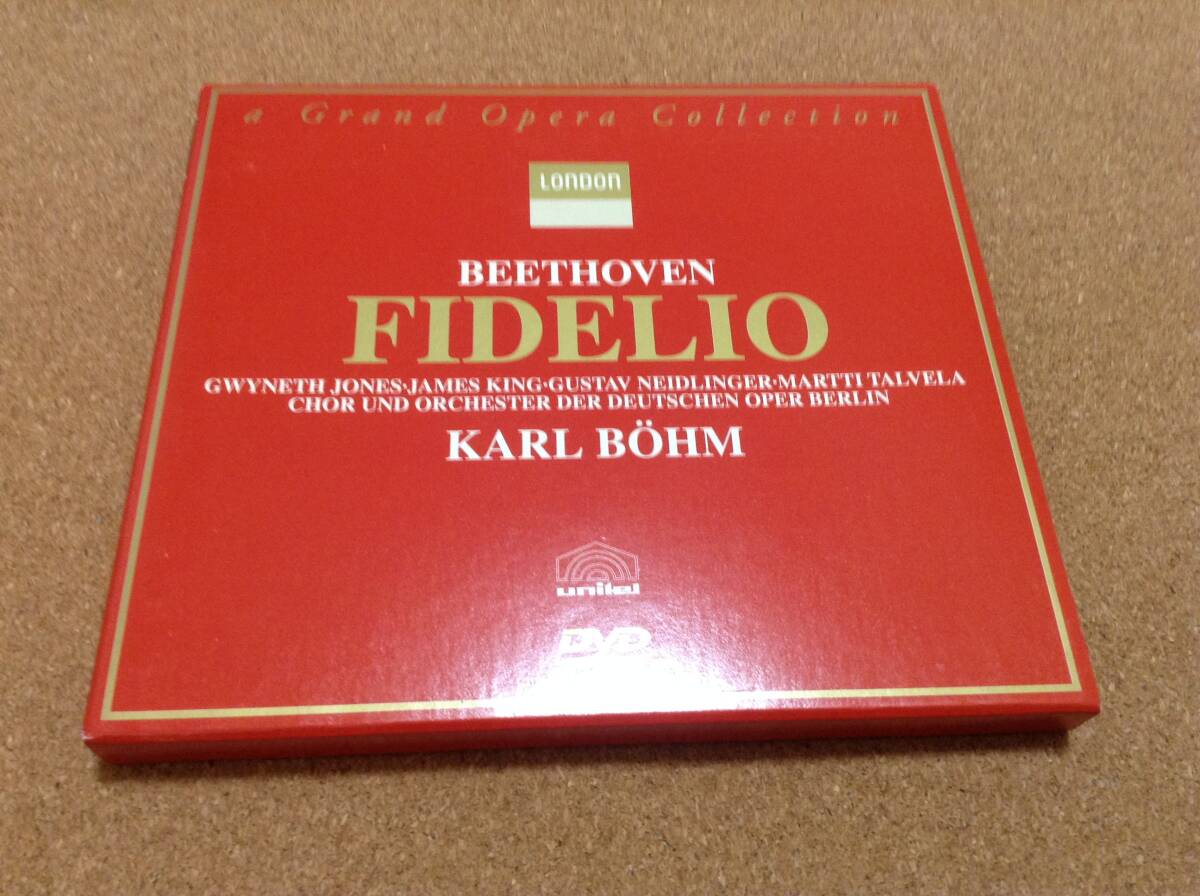 a Grand Opera Collection
LONDON
BEETHOVEN
FIDELIO
GWYNETH JONES·JAMES KING·GUSTAV NEIDLINGER·MARTTI TALVELA
CHOR UND ORCHESTER DER DEUTSCHEN OPER BERLIN
KARL BÖHM
unitel
DVD